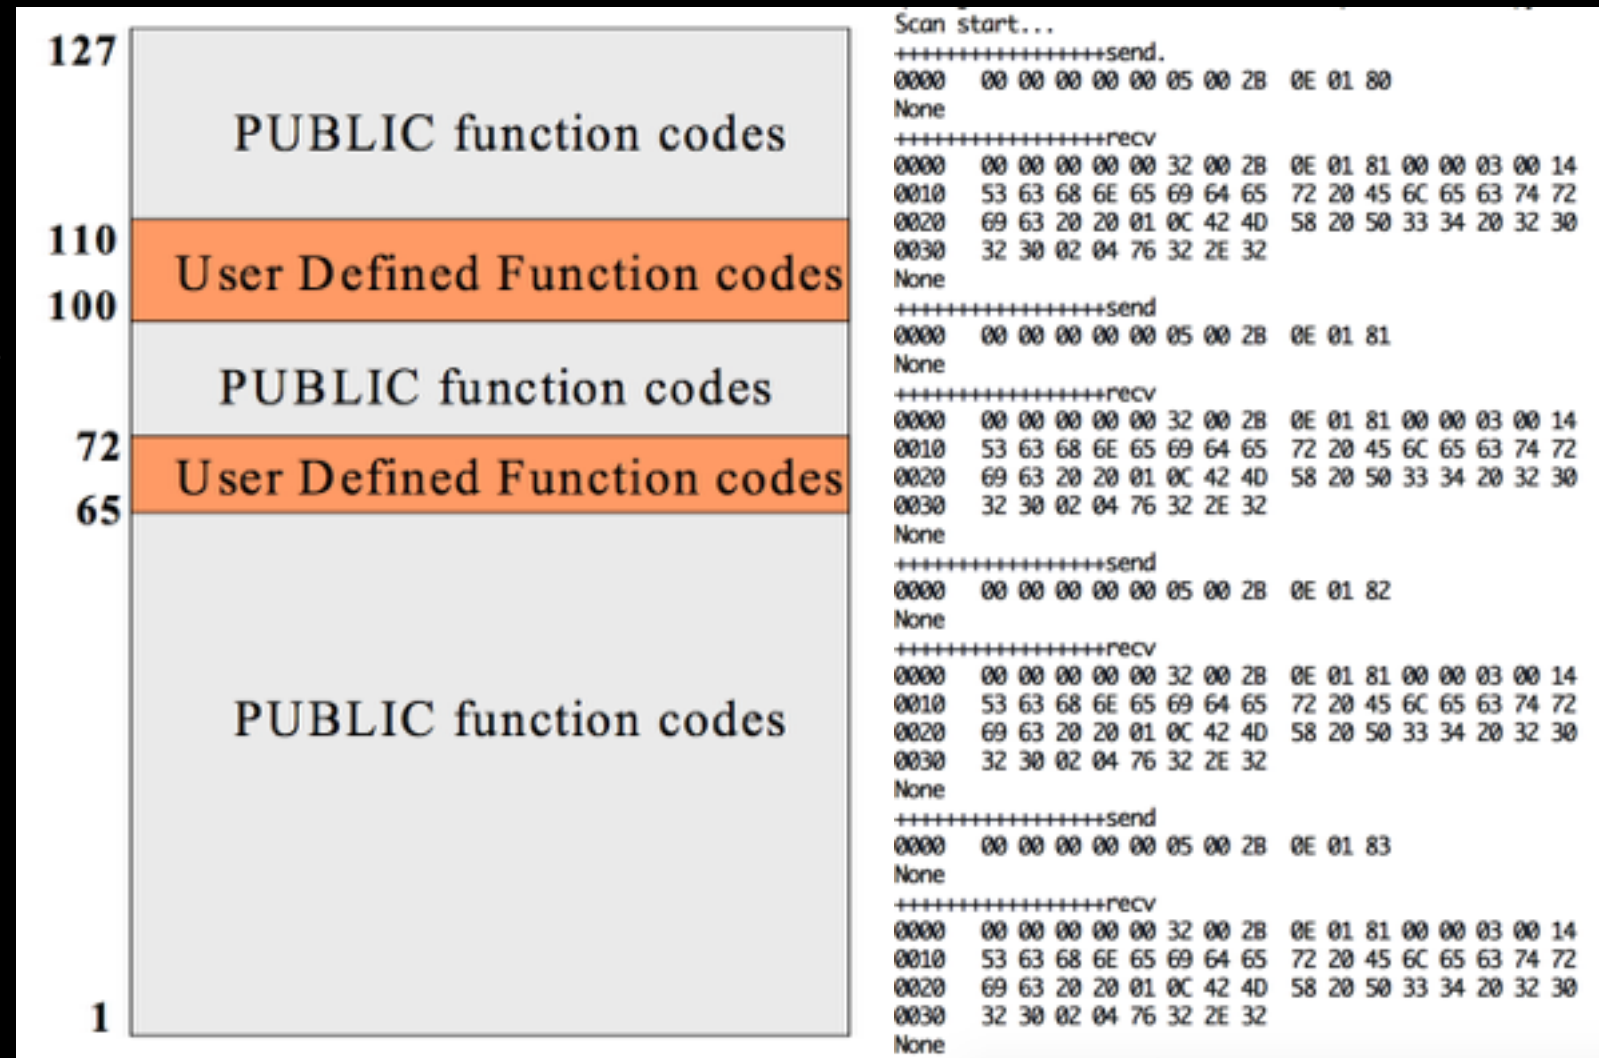 127
PUBLIC function codes
110
User Defined Function codes
100
PUBLIC function codes
72
User Defined Function codes
65
PUBLIC function codes
1
Scan start...
+++++++++++++++++send.
0000 00 00 00 00 00 05 00 2B 0E 01 80
None
+++++++++++++++++recv
0000 00 00 00 00 00 32 00 2B 0E 01 81 00 00 03 00 14
0010 53 63 68 6E 65 69 64 65 72 20 45 6C 65 63 74 72
0020 69 63 20 20 01 0C 42 4D 58 20 50 33 34 20 32 30
0030 32 30 02 04 76 32 2E 32
None
+++++++++++++++++send
0000 00 00 00 00 00 05 00 2B 0E 01 81
None
+++++++++++++++++recv
0000 00 00 00 00 00 32 00 2B 0E 01 81 00 00 03 00 14
0010 53 63 68 6E 65 69 64 65 72 20 45 6C 65 63 74 72
0020 69 63 20 20 01 0C 42 4D 58 20 50 33 34 20 32 30
0030 32 30 02 04 76 32 2E 32
None
+++++++++++++++++send
0000 00 00 00 00 00 05 00 2B 0E 01 82
None
+++++++++++++++++recv
0000 00 00 00 00 00 32 00 2B 0E 01 81 00 00 03 00 14
0010 53 63 68 6E 65 69 64 65 72 20 45 6C 65 63 74 72
0020 69 63 20 20 01 0C 42 4D 58 20 50 33 34 20 32 30
0030 32 30 02 04 76 32 2E 32
None
+++++++++++++++++send
0000 00 00 00 00 00 05 00 2B 0E 01 83
None
+++++++++++++++++recv
0000 00 00 00 00 00 32 00 2B 0E 01 81 00 00 03 00 14
0010 53 63 68 6E 65 69 64 65 72 20 45 6C 65 63 74 72
0020 69 63 20 20 01 0C 42 4D 58 20 50 33 34 20 32 30
0030 32 30 02 04 76 32 2E 32
None